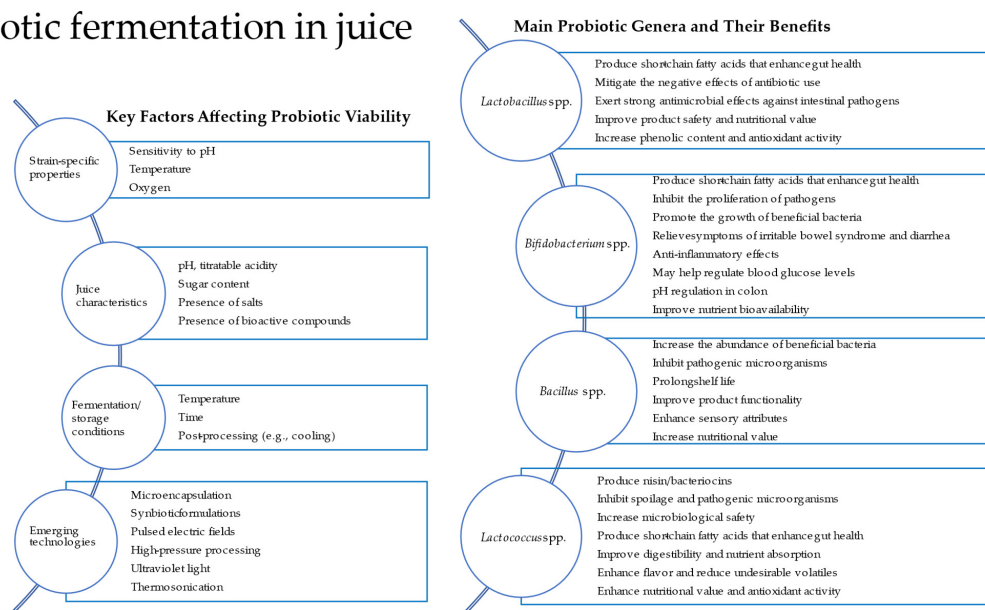 otic fermentation in juice
Key Factors Affecting Probiotic Viability
Strain-specific
properties
Sensitivity to pH
Temperature
Oxygen
Juice
characteristics
pH, titratable acidity
Sugar content
Presence of salts
Presence of bioactive compounds
Fermentation/
storage
conditions
Temperature
Time
Post-processing (e.g., cooling)
Emerging
technologies
Microencapsulation
Synbioticformulations
Pulsed electric fields
High-pressure processing
Ultraviolet light
Thermosonication
Main Probiotic Genera and Their Benefits
Lactobacillus spp.
Produce short-chain fatty acids that enhance gut health
Mitigate the negative effects of antibiotic use
Exert strong antimicrobial effects against intestinal pathogens
Improve product safety and nutritional value
Increase phenolic content and antioxidant activity
Bifidobacterium spp.
Produce short-chain fatty acids that enhance gut health
Inhibit the proliferation of pathogens
Promote the growth of beneficial bacteria
Relievesymptoms of irritable bowel syndrome and diarrhea
Anti-inflammatory effects
May help regulate blood glucose levels
pH regulation in colon
Improve nutrient bioavailability
Bacillus spp.
Increase the abundance of beneficial bacteria
Inhibit pathogenic microorganisms
Prolongshelf life
Improve product functionality
Enhance sensory attributes
Increase nutritional value
Lactococcus spp.
Produce nisin/bacteriocins
Inhibit spoilage and pathogenic microorganisms
Increase microbiological safety
Produce short-chain fatty acids that enhance gut health
Improve digestibility and nutrient absorption
Enhance flavor and reduce undesirable volatiles
Enhance nutritional value and antioxidant activity